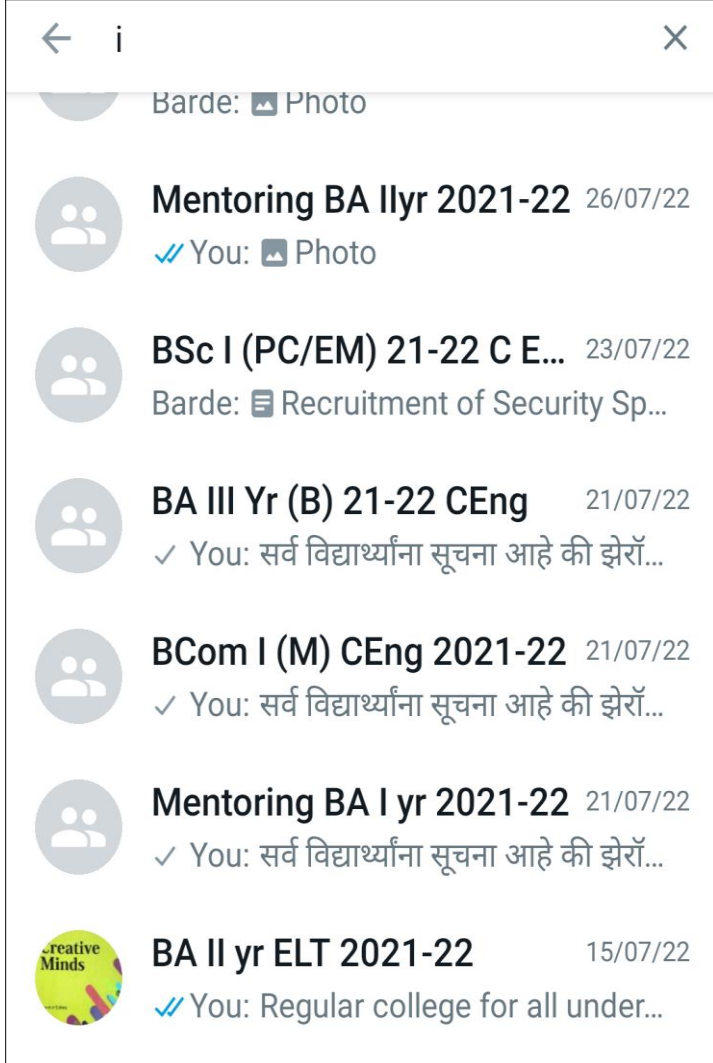 i
Barde: Photo
Mentoring BA IIyr 2021-22 26/07/22
You: Photo
BSc I (PC/EM) 21-22 C E... 23/07/22
Barde: Recruitment of Security Sp...
BA III Yr (B) 21-22 CEng 21/07/22
You: सर्व विद्यार्थ्यांना सूचना आहे की झेरॉ...
BCom I (M) CEng 2021-22 21/07/22
You: सर्व विद्यार्थ्यांना सूचना आहे की झेरॉ...
Mentoring BA I yr 2021-22 21/07/22
You: सर्व विद्यार्थ्यांना सूचना आहे की झेरॉ...
Creative
Minds
BA II yr ELT 2021-22 15/07/22
You: Regular college for all under...